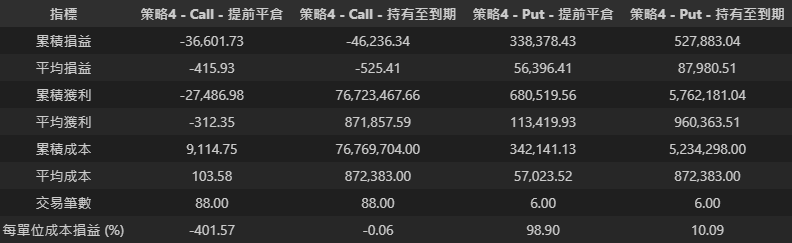 指標 策略4 - Call - 提前平倉 策略4 - Call - 持有至到期 策略4 - Put - 提前平倉 策略4 - Put - 持有至到期
累積損益 -36,601.73 -46,236.34 338,378.43 527,883.04
平均損益 -415.93 -525.41 56,396.41 87,980.51
累積獲利 -27,486.98 76,723,467.66 680,519.56 5,762,181.04
平均獲利 -312.35 871,857.59 113,419.93 960,363.51
累積成本 9,114.75 76,769,704.00 342,141.13 5,234,298.00
平均成本 103.58 872,383.00 57,023.52 872,383.00
交易筆數 88.00 88.00 6.00 6.00
每單位成本損益 (%) -401.57 -0.06 98.90 10.09